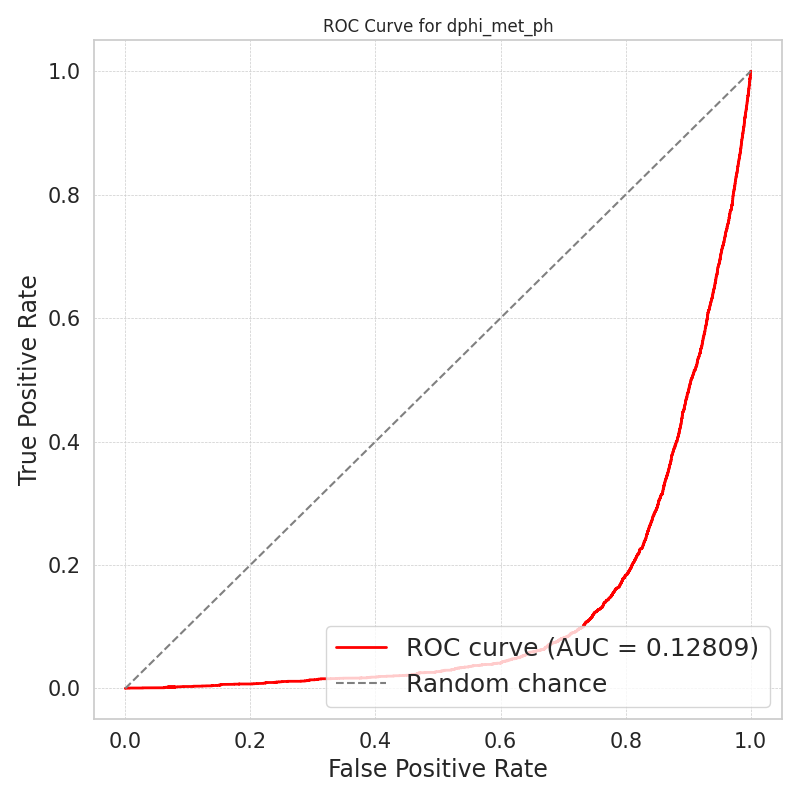 ROC Curve for dphi_met_ph
1.0
0.8
0.6
0.4
0.2
0.0
True Positive Rate
ROC curve (AUC = 0.12809)
Random chance
0.0 0.2 0.4 0.6 0.8 1.0
False Positive Rate